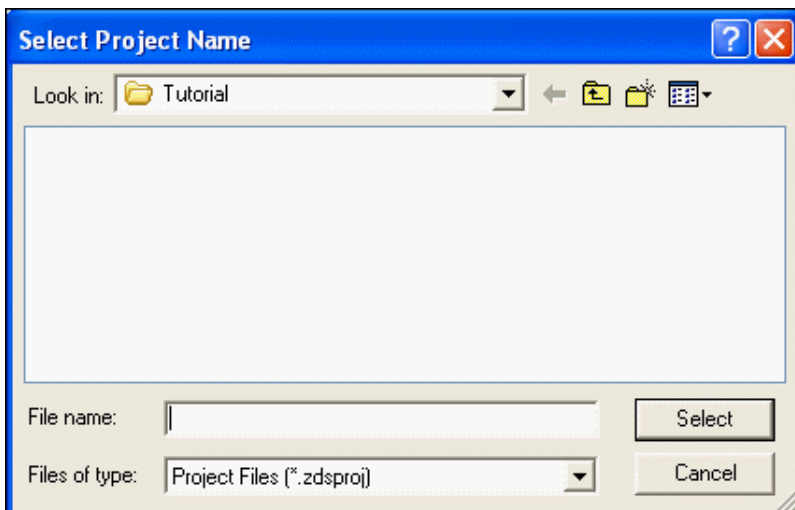 Select Project Name
Look in: Tutorial
File name: Select
Files of type: Project Files (*.zdsproj) Cancel